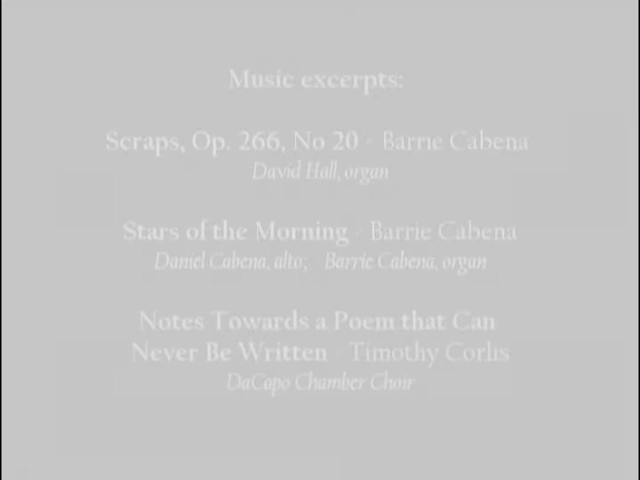 Music excerpts:
Scraps, Op. 266, No 20 - Barrie Cabena
David Hall, organ
Stars of the Morning - Barrie Cabena
Daniel Cabena, alto; Barrie Cabena, organ
Notes Towards a Poem that Can
Never Be Written - Timothy Corlis
DaCopo Chamber Choir